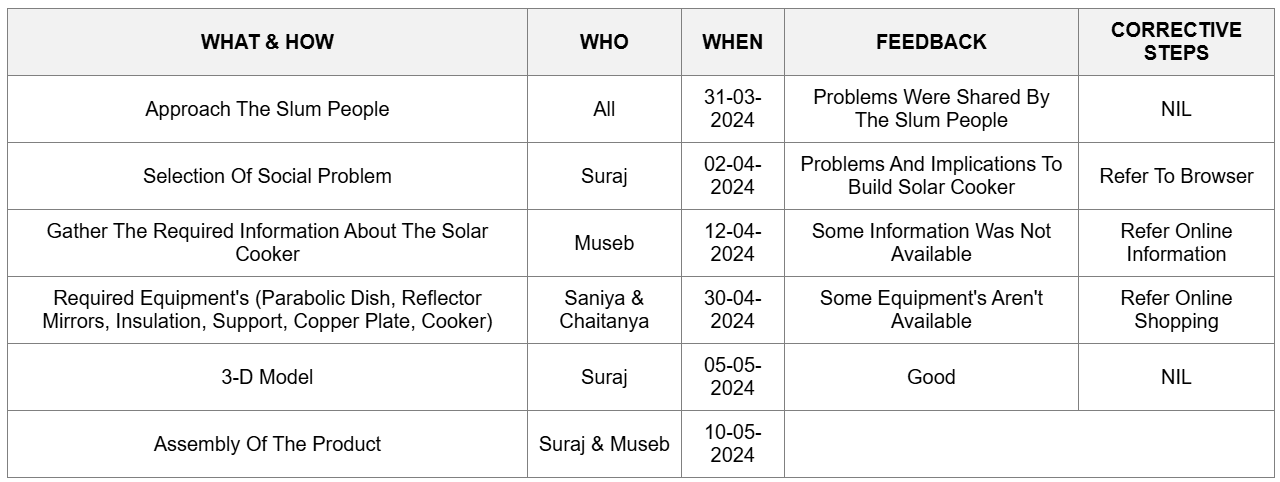 WHAT & HOW
WHO
WHEN
FEEDBACK
CORRECTIVE
STEPS
Approach The Slum People
All
31-03-
2024
Problems Were Shared By
The Slum People
NIL
Selection Of Social Problem
Suraj
02-04-
2024
Problems And Implications To
Build Solar Cooker
Refer To Browser
Gather The Required Information About The Solar
Cooker
Museb
12-04-
2024
Some Information Was Not
Available
Refer Online
Information
Required Equipment's (Parabolic Dish, Reflector
Mirrors, Insulation, Support, Copper Plate, Cooker)
Saniya &
Chaitanya
30-04-
2024
Some Equipment's Aren't
Available
Refer Online
Shopping
3-D Model
Suraj
05-05-
2024
Good
NIL
Assembly Of The Product
Suraj & Museb
10-05-
2024